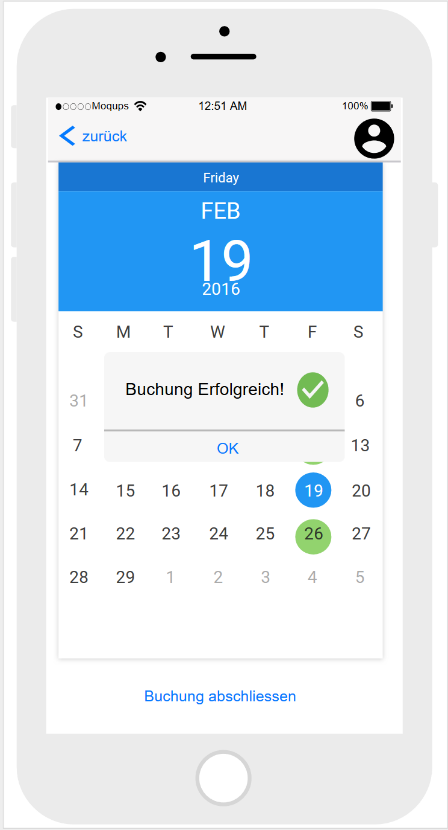 Moqups 12:51 AM 100%
zurück
Friday
FEB
19
2016
S M T W T F S
Buchung Erfolgreich!
31 6
OK
7 13
14 15 16 17 18 19 20
21 22 23 24 25 26 27
28 29 1 2 3 4 5
Buchung abschliessen